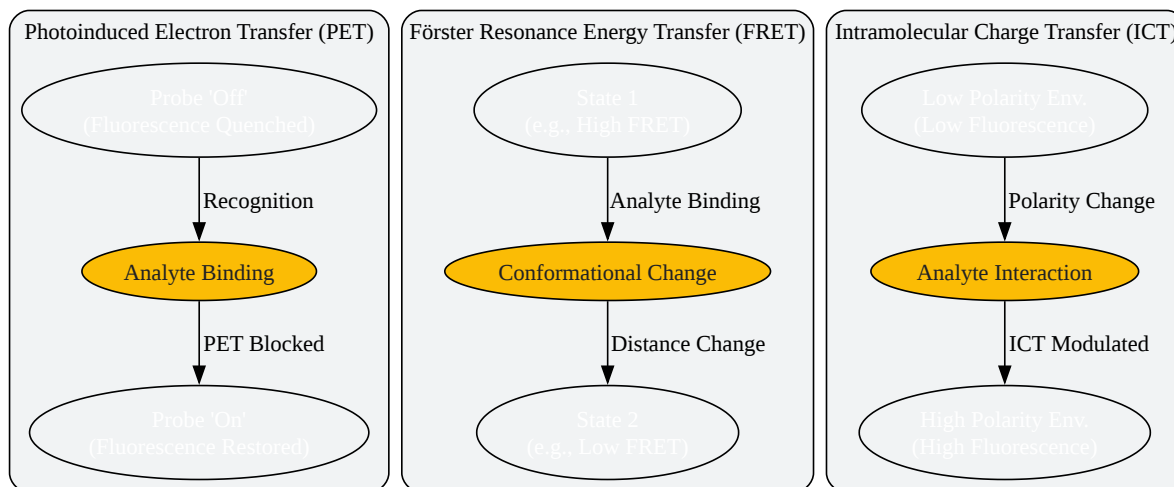 Photoinduced Electron Transfer (PET)
Probe 'Off'
(Fluorescence Quenched)
Recognition
Analyte Binding
PET Blocked
Probe 'On'
(Fluorescence Restored)
Förster Resonance Energy Transfer (FRET)
State 1
(e.g., High FRET)
Analyte Binding
Conformational Change
Distance Change
State 2
(e.g., Low FRET)
Intramolecular Charge Transfer (ICT)
Low Polarity Env.
(Low Fluorescence)
Polarity Change
Analyte Interaction
ICT Modulated
High Polarity Env.
(High Fluorescence)